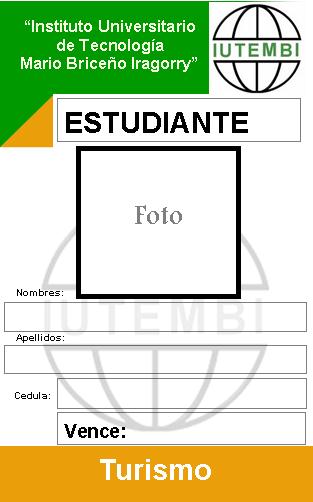 “Instituto Universitario
de Tecnología
Mario Briceño Iragorry”
IUTEMBI
ESTUDIANTE
Foto
Nombres:
IUTEMBI
Apellidos:
Cedula:
Vence:
Turismo